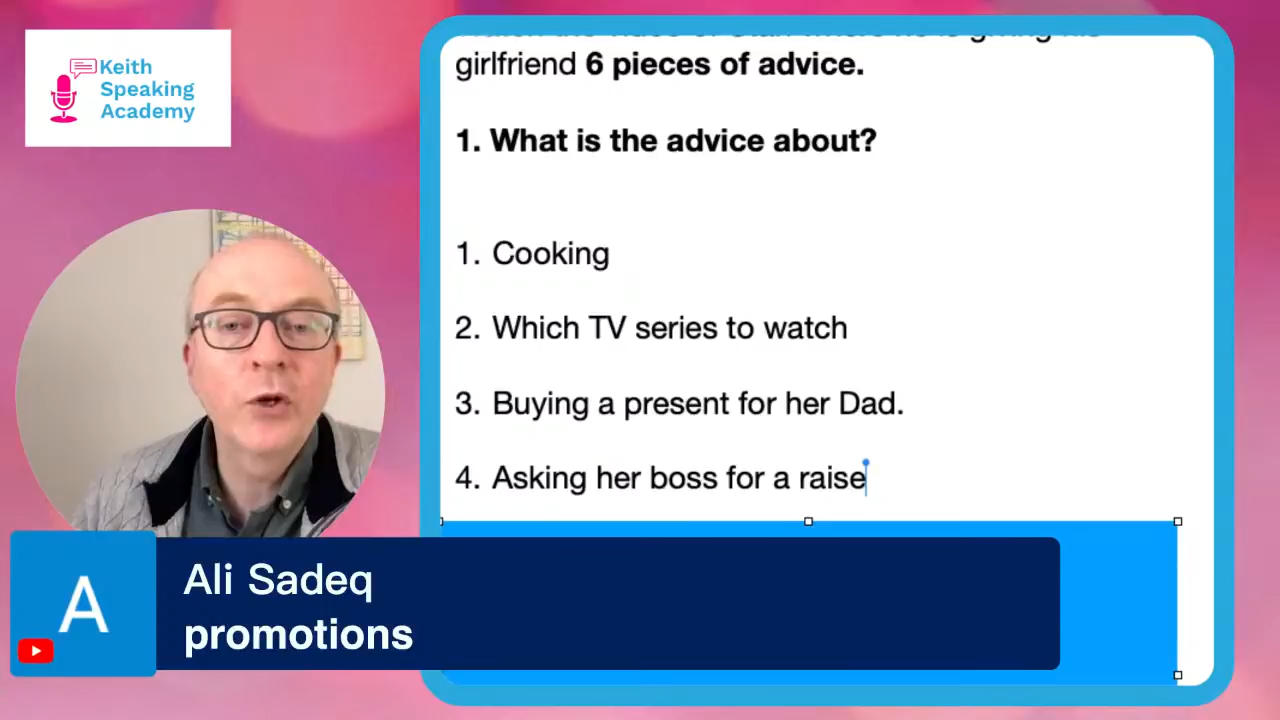 Keith
Speaking
Academy
girlfriend 6 pieces of advice.
1. What is the advice about?
1. Cooking
2. Which TV series to watch
3. Buying a present for her Dad.
4. Asking her boss for a raise
A
Ali Sadeq
promotions